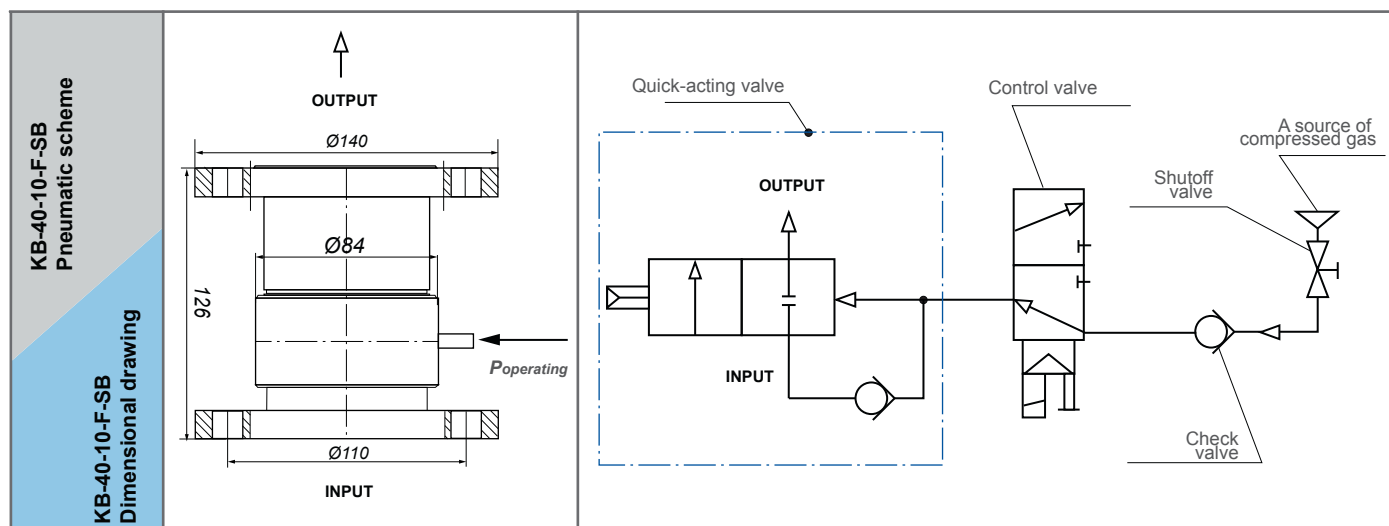 KB-40-10-F-SB
Pneumatic scheme
KB-40-10-F-SB
Dimensional drawing
OUTPUT
Ø140
Ø84
126
Poperating
Ø110
INPUT
Quick-acting valve
Control valve
A source of
compressed gas
Shutoff
valve
OUTPUT
INPUT
Check
valve